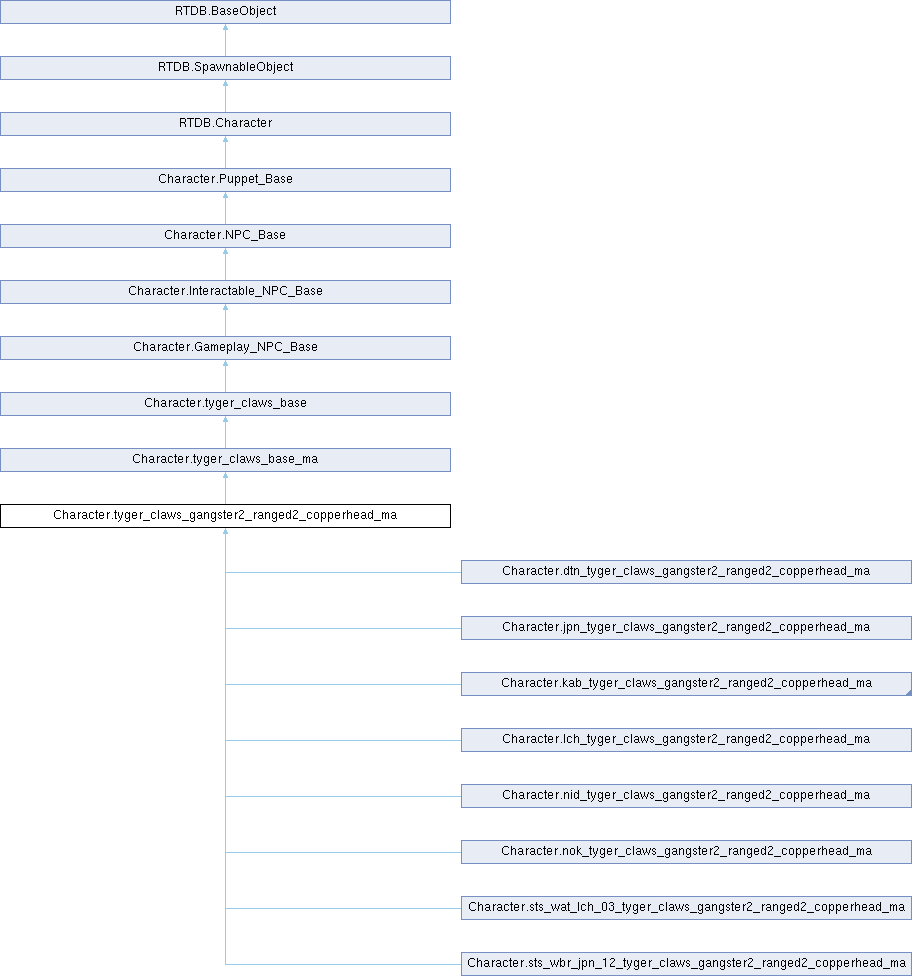 RTDB.BaseObject
RTDB.SpawnableObject
RTDB.Character
Character.Puppet_Base
Character.NPC_Base
Character.Interactable_NPC_Base
Character.Gameplay_NPC_Base
Character.tyger_claws_base
Character.tyger_claws_base_ma
Character.tyger_claws_gangster2_ranged2_copperhead_ma
Character.dtn_tyger_claws_gangster2_ranged2_copperhead_ma
Character.jpn_tyger_claws_gangster2_ranged2_copperhead_ma
Character.kab_tyger_claws_gangster2_ranged2_copperhead_ma
Character.lch_tyger_claws_gangster2_ranged2_copperhead_ma
Character.nid_tyger_claws_gangster2_ranged2_copperhead_ma
Character.nok_tyger_claws_gangster2_ranged2_copperhead_ma
Character.sts_wat_lch_03_tyger_claws_gangster2_ranged2_copperhead_ma
Character.sts_wbr_jpn_12_tyger_claws_gangster2_ranged2_copperhead_ma